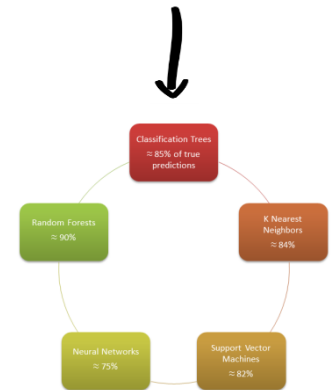 Classification Trees
≈ 85% of true
predictions
K Nearest
Neighbors
≈ 84%
Support Vector
Machines
≈ 82%
Neural Networks
≈ 75%
Random Forests
≈ 90%